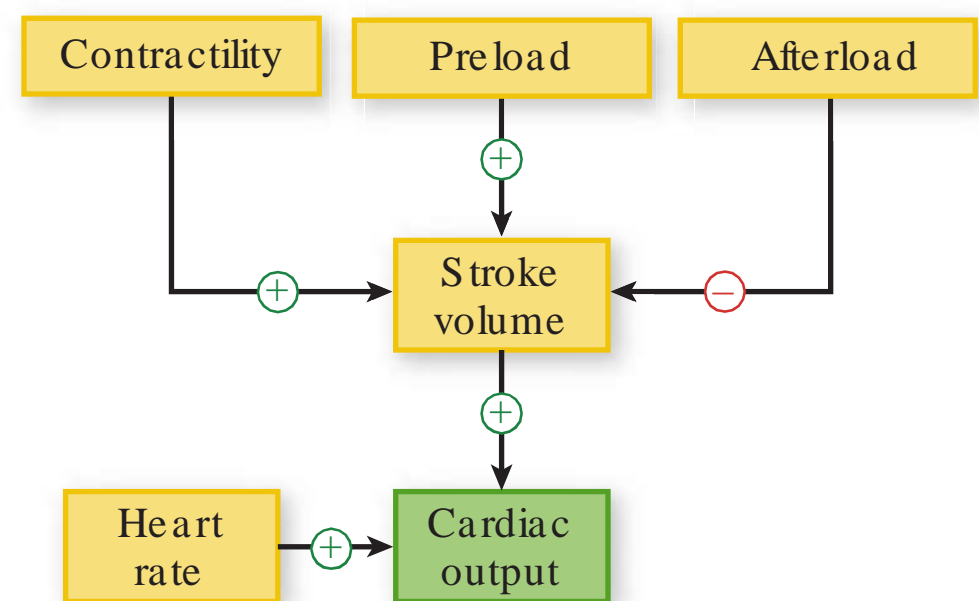 Contractility
Preload
Afterload
+
+
−
Stroke
volume
+
Heart
rate
+
Cardiac
output